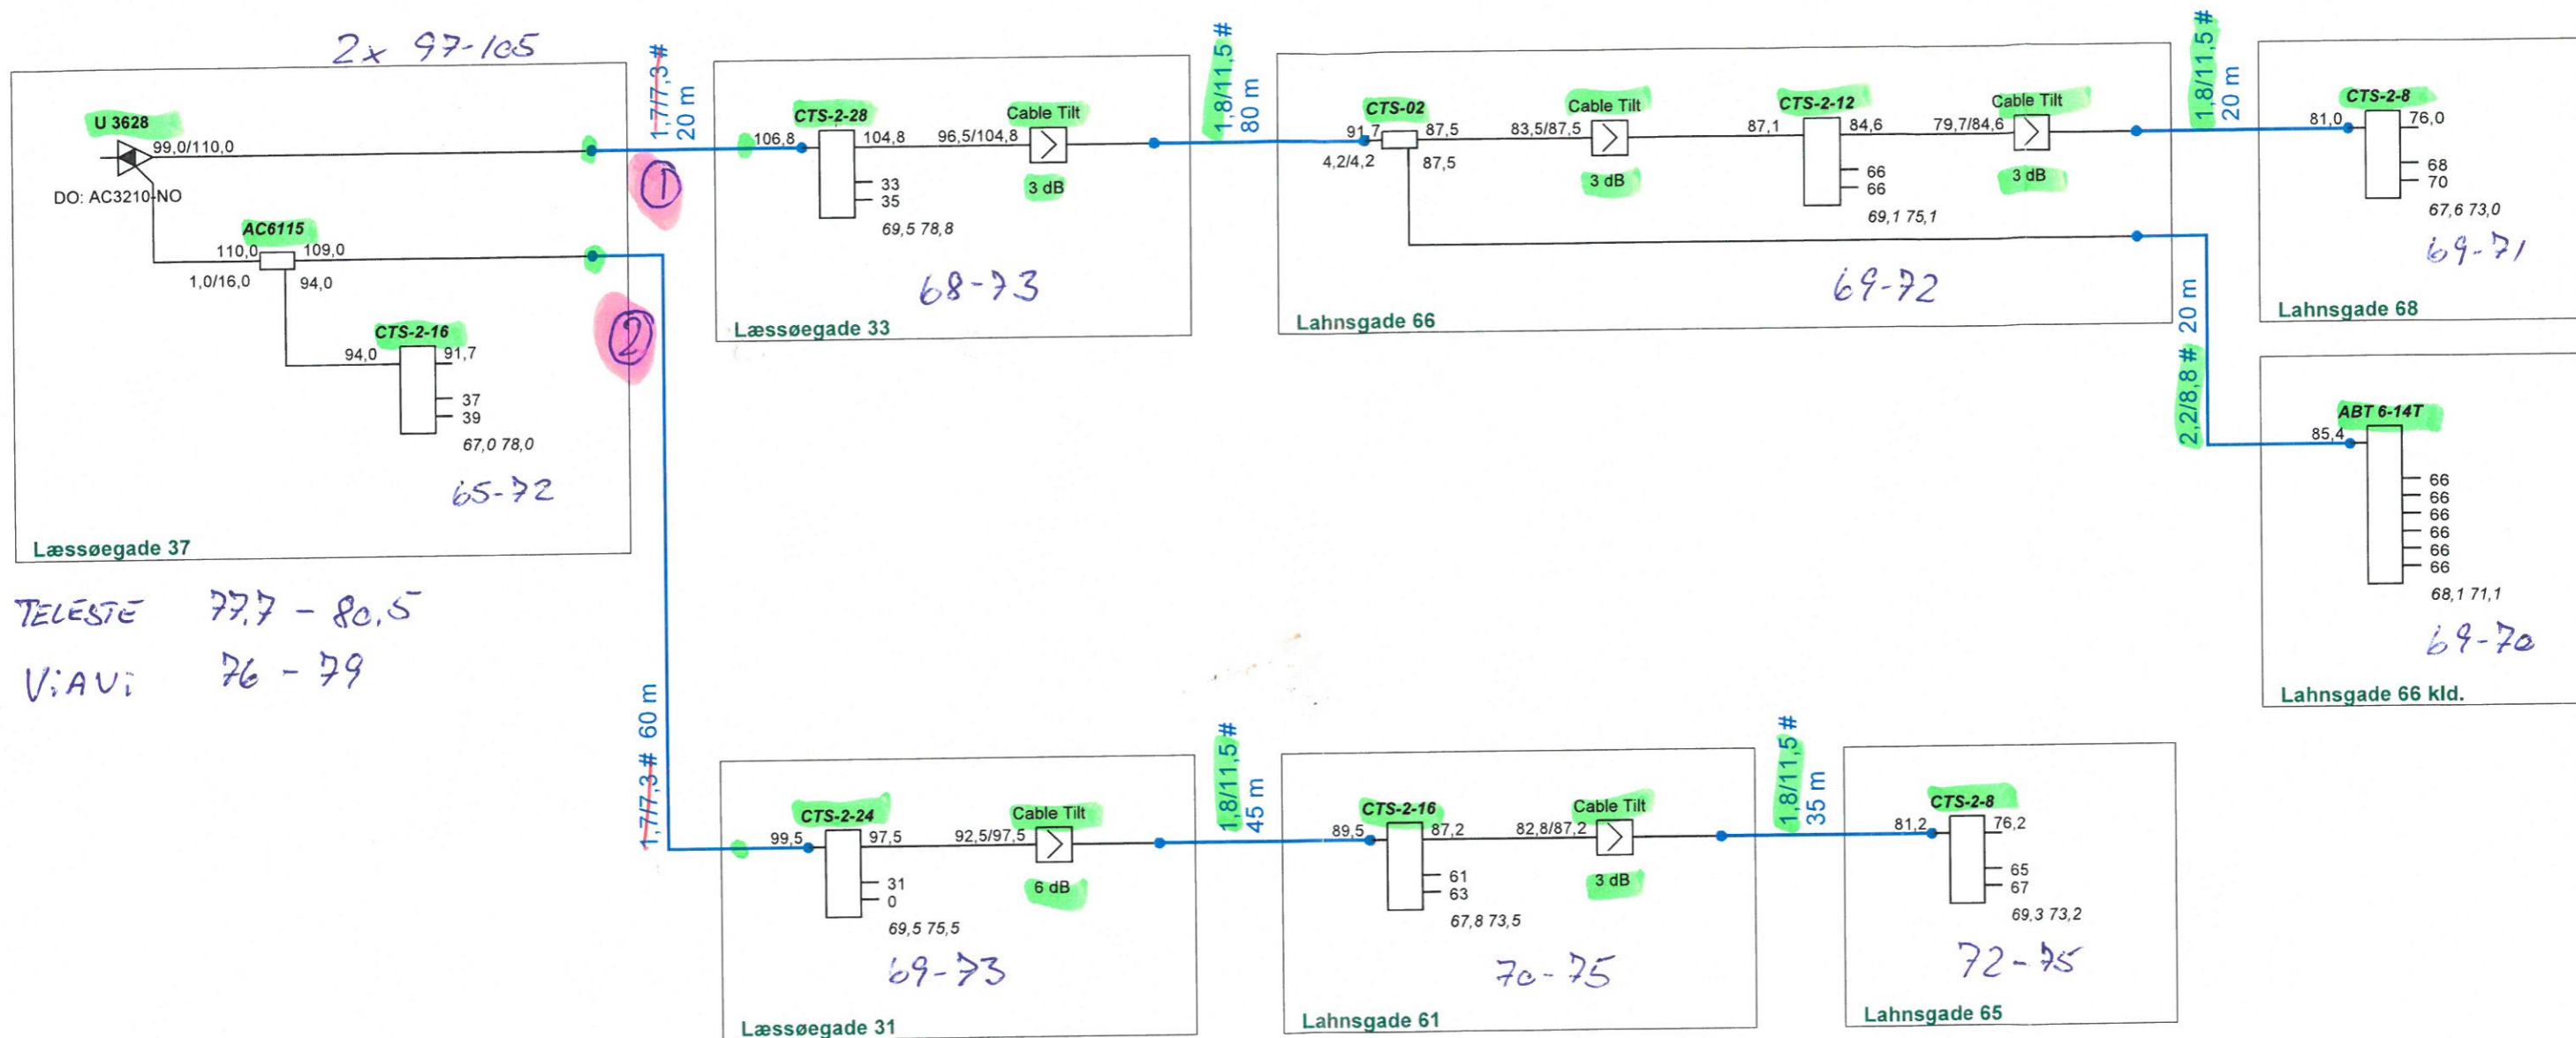 2x 97-105
U 3628
99,0/110,0
DO: AC3210-NO
AC6115
110,0 109,0
1,0/16,0 94,0
CTS-2-16
94,0 91,7
37
39
67,0 78,0
65-72
Læssøegade 37
1,7/7,3 #
20 m
①
②
CTS-2-28
106,8 104,8
96,5/104,8
Cable Tilt
3 dB
33
35
69,5 78,8
68-73
Læssøegade 33
1,8/11,5 #
80 m
CTS-02
91,7 87,5
4,2/4,2 87,5
83,5/87,5
Cable Tilt
3 dB
CTS-2-12
87,1 84,6
66
66
69,1 75,1
79,7/84,6
Cable Tilt
3 dB
69-72
Lahnsgade 66
1,8/11,5 #
20 m
CTS-2-8
81,0 76,0
68
70
67,6 73,0
69-71
Lahnsgade 68
2,2/8,8 # 20 m
ABT 6-14T
85,4
66
66
66
66
66
66
68,1 71,1
69-70
Lahnsgade 66 kld.
TELESTE 77,7 - 80,5
ViAVi 76 - 79
1,7/7,3 # 60 m
CTS-2-24
99,5 97,5
92,5/97,5
Cable Tilt
6 dB
31
0
69,5 75,5
69-73
Læssøegade 31
1,8/11,5 #
45 m
CTS-2-16
89,5 87,2
82,8/87,2
Cable Tilt
3 dB
61
63
67,8 73,5
70-75
Lahnsgade 61
1,8/11,5 #
35 m
CTS-2-8
81,2 76,2
65
67
69,3 73,2
72-75
Lahnsgade 65